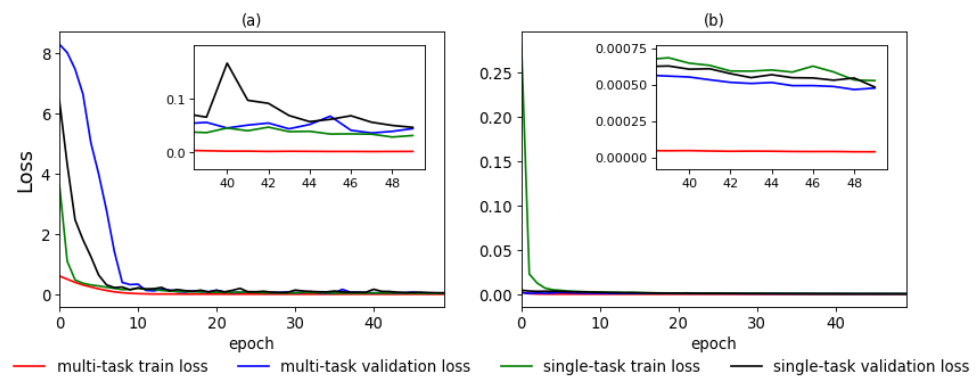 (a)
(b)
Loss
8
6
4
2
0
0 10 20 30 40
epoch
0.1
0.0
40 42 44 46 48
0.25
0.20
0.15
0.10
0.05
0.00
0 10 20 30 40
epoch
0.00075
0.00050
0.00025
0.00000
40 42 44 46 48
multi-task train loss
multi-task validation loss
single-task train loss
single-task validation loss